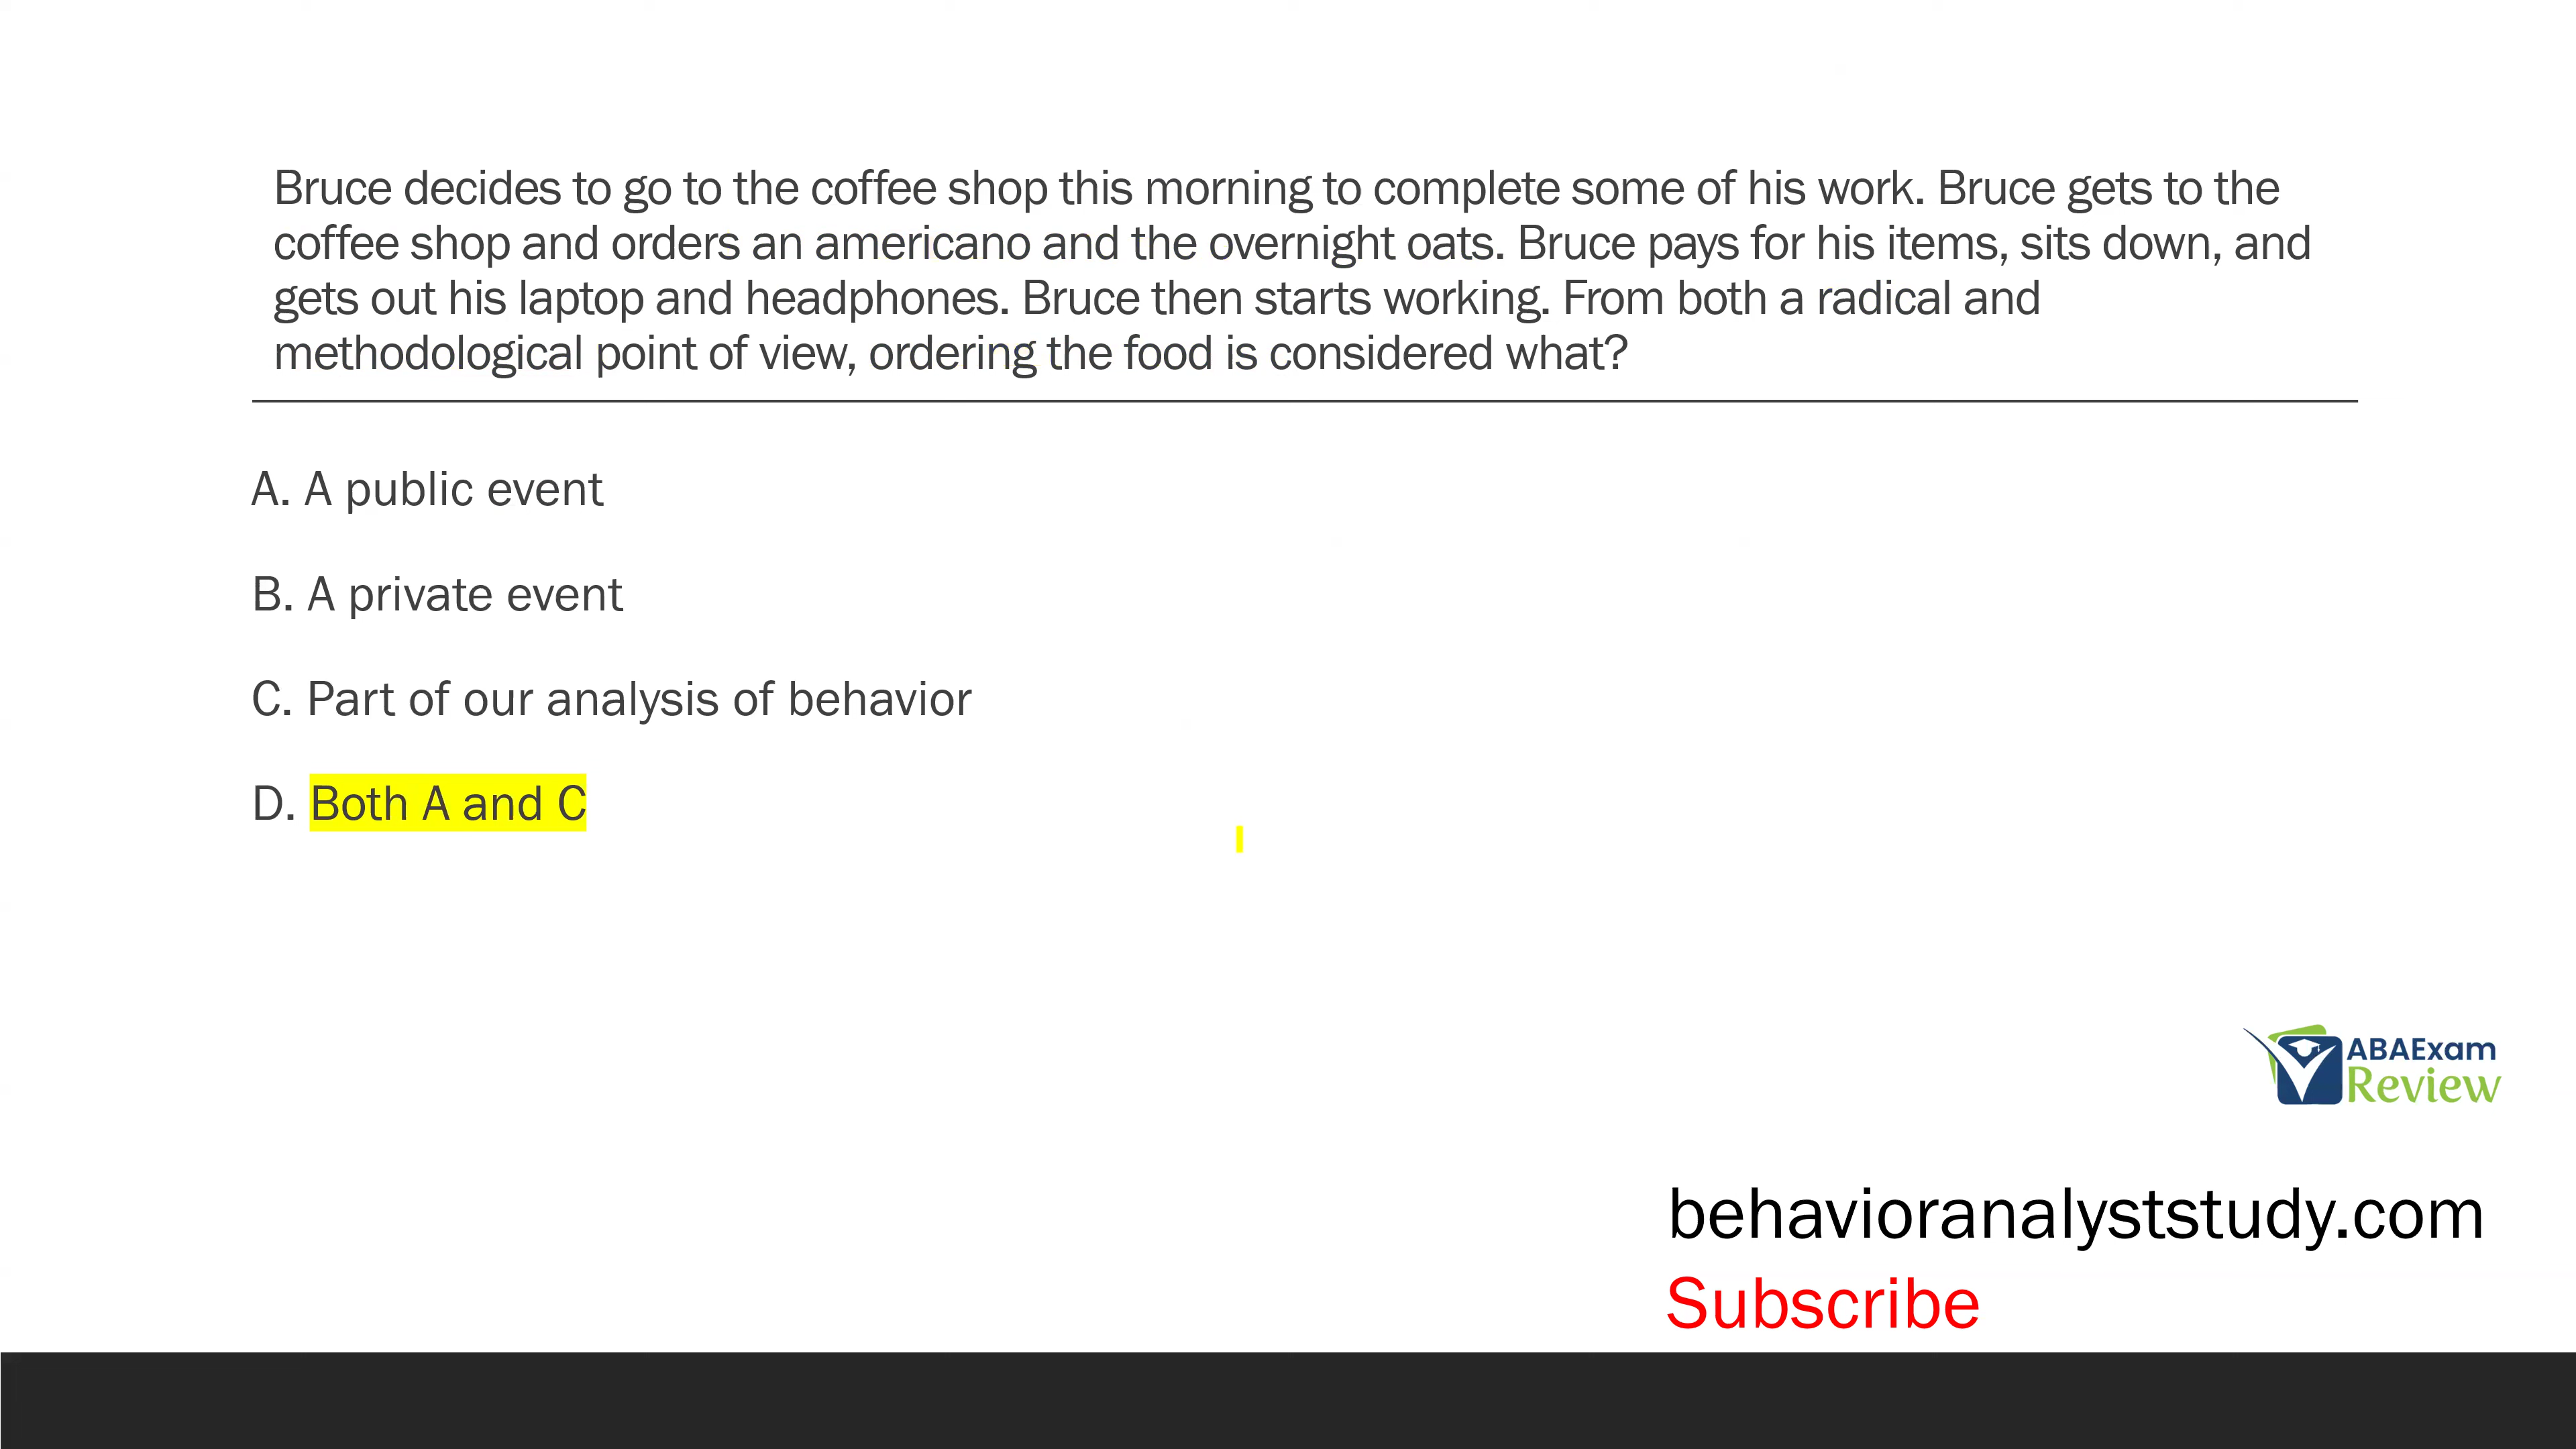 Bruce decides to go to the coffee shop this morning to complete some of his work. Bruce gets to the
coffee shop and orders an americano and the overnight oats. Bruce pays for his items, sits down, and
gets out his laptop and headphones. Bruce then starts working. From both a radical and
methodological point of view, ordering the food is considered what?
A. A public event
B. A private event
C. Part of our analysis of behavior
D. Both A and C
ABAExam
Review
behavioranalyststudy.com
Subscribe